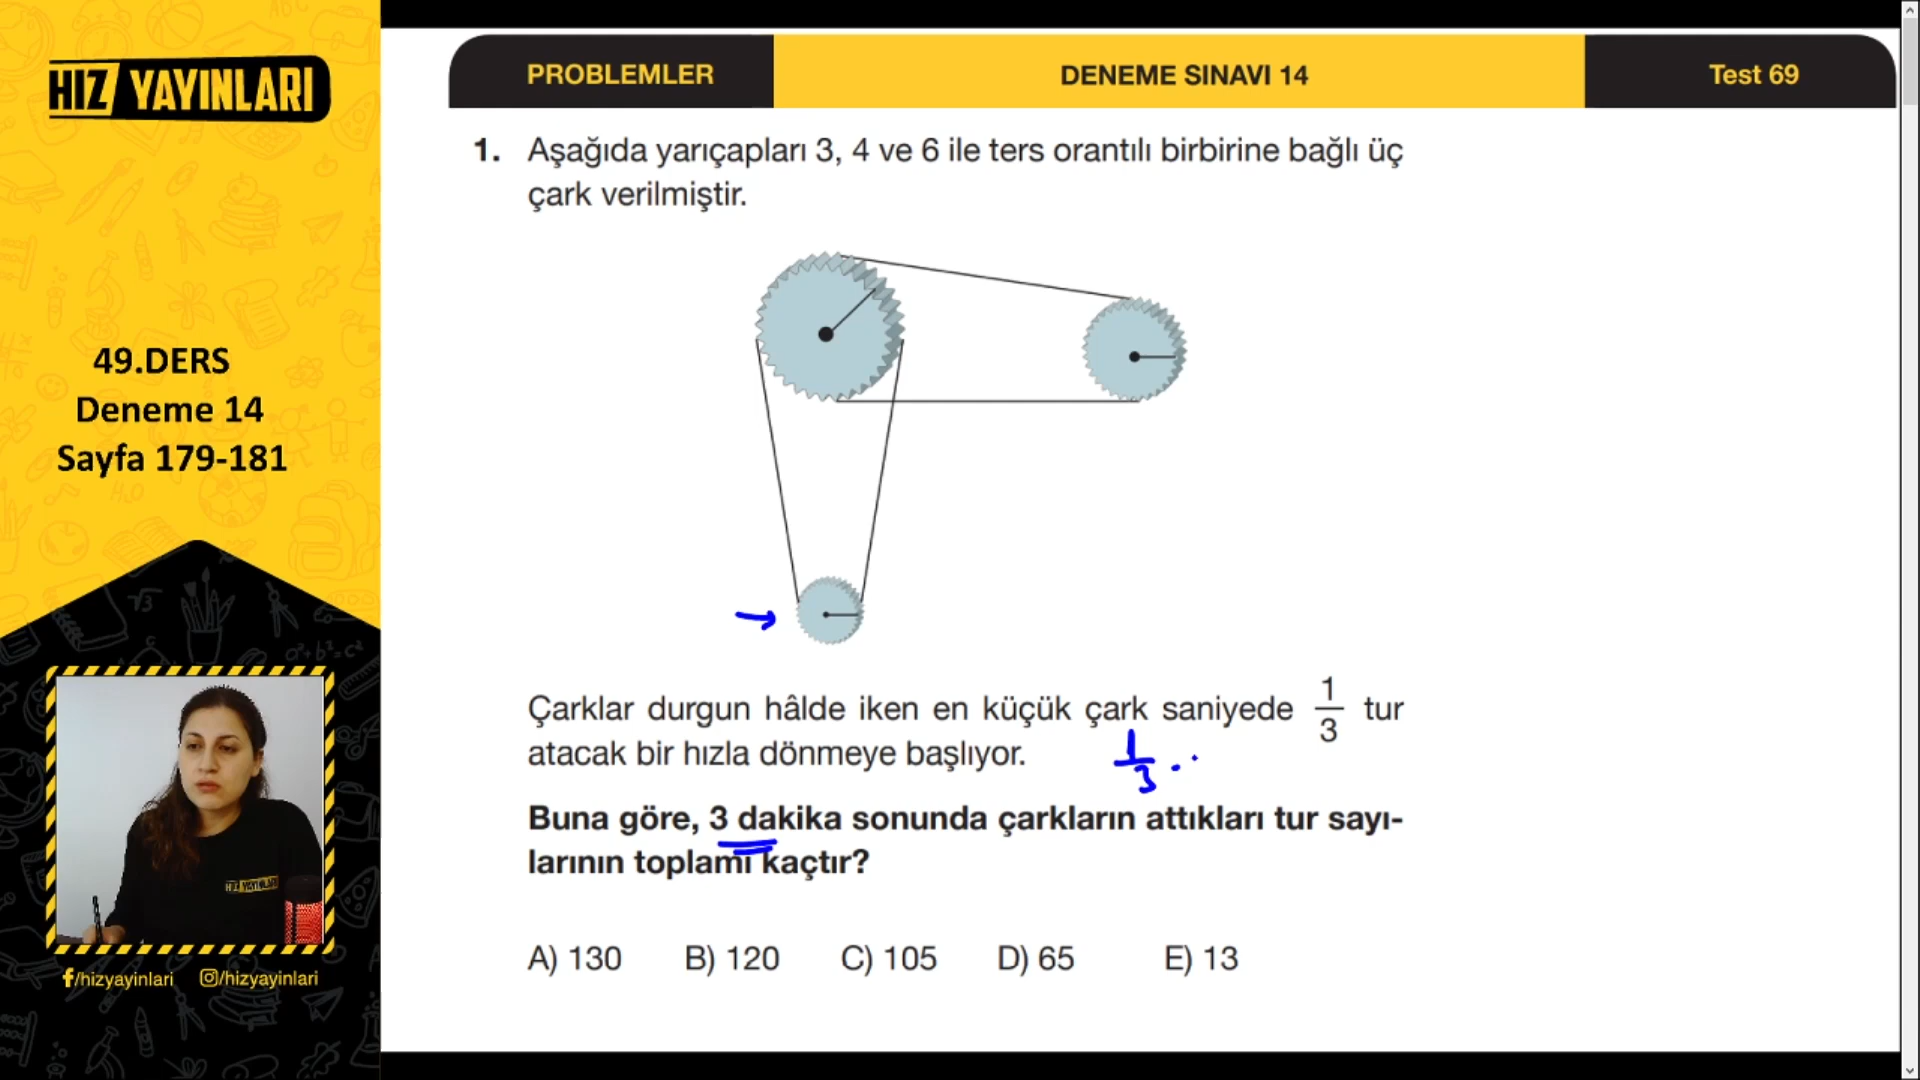 HIZ YAYINLARI
49.DERS
Deneme 14
Sayfa 179-181
/hizyayinlari /hizyayinlari
PROBLEMLER DENEME SINAVI 14 Test 69
1. Aşağıda yarıçapları 3, 4 ve 6 ile ters orantılı birbirine bağlı üç
çark verilmiştir.
Çarklar durgun hâlde iken en küçük çark saniyede 1/3 tur
atacak bir hızla dönmeye başlıyor.
1/3 . .
Buna göre, 3 dakika sonunda çarkların attıkları tur sayı-
larının toplamı kaçtır?
A) 130 B) 120 C) 105 D) 65 E) 13